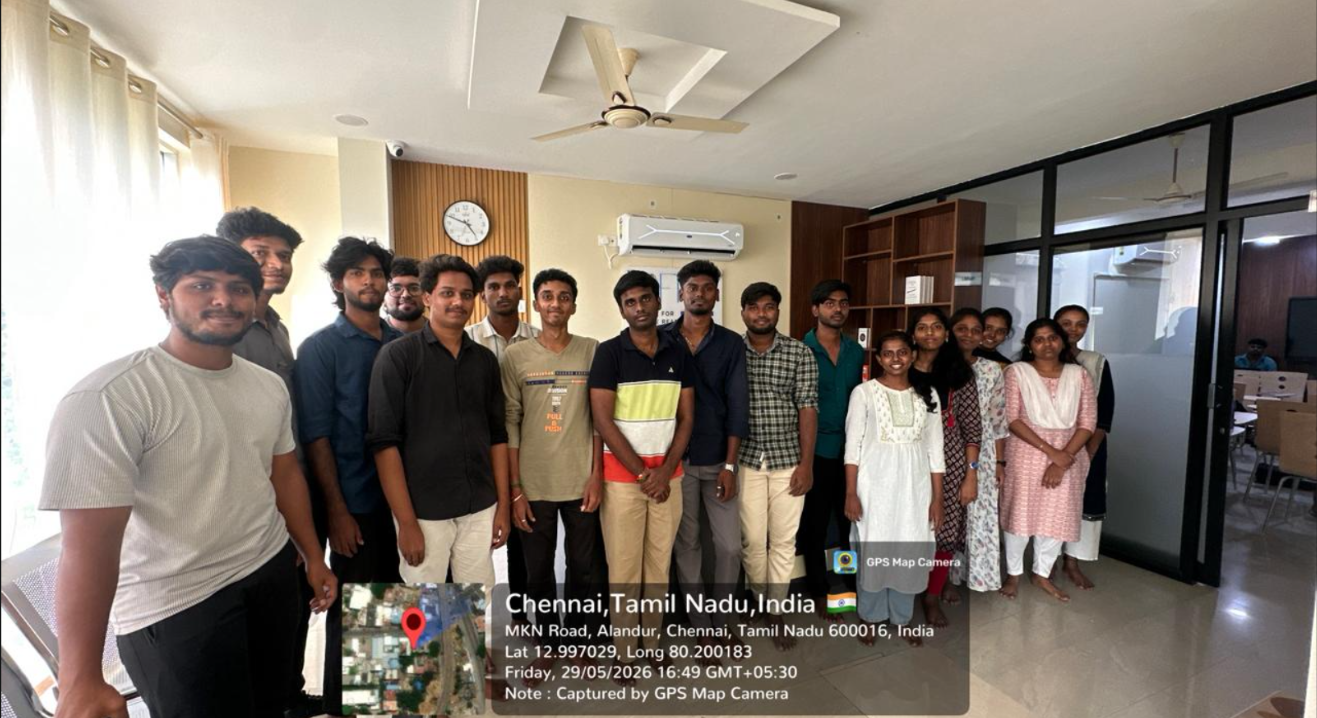 FOR
PULL
&
PUSH
GPS Map Camera
Chennai,Tamil Nadu,India
MKN Road, Alandur, Chennai, Tamil Nadu 600016, India
Lat 12.997029, Long 80.200183
Friday, 29/05/2026 16:49 GMT+05:30
Note : Captured by GPS Map Camera